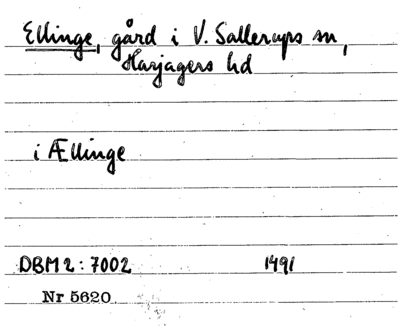 Ellinge, gård i V. Sallerups sn,
Harjagers hd
i Ællinge
DBM 2: 7002 1491
Nr 5620